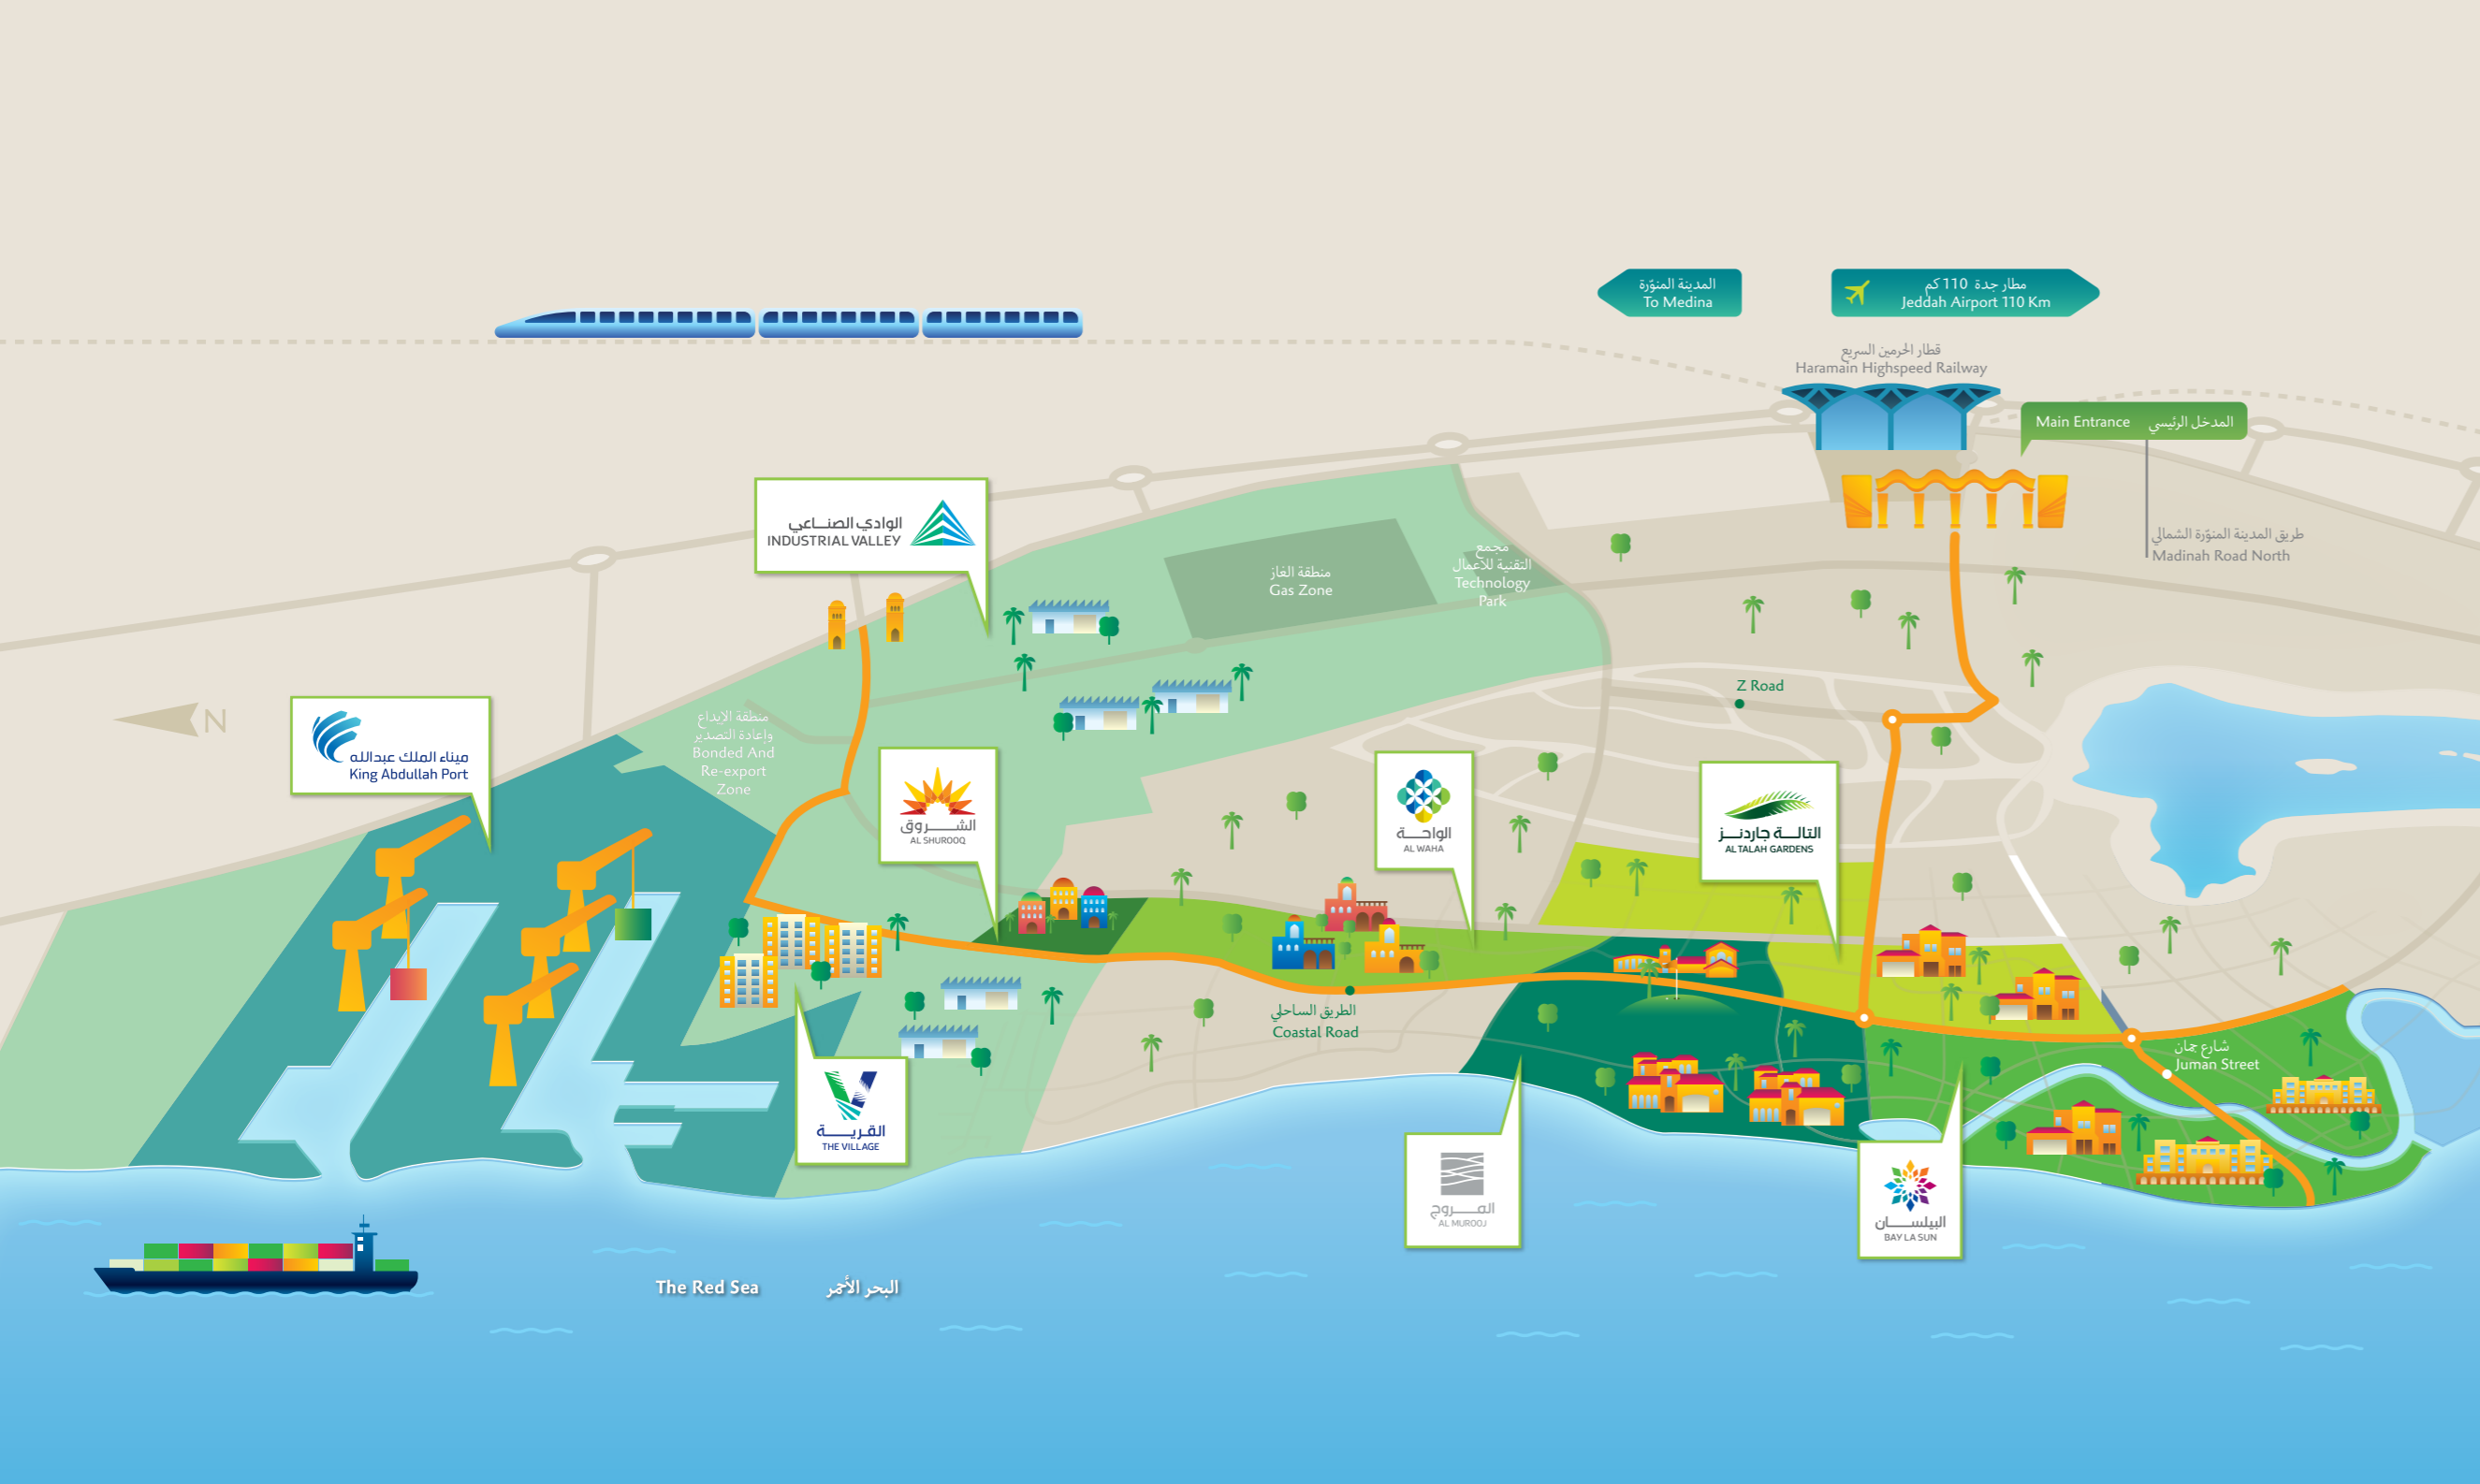 المدينة المنوّرة
To Medina
مطار جدة 110 كم
Jeddah Airport 110 Km
قطار الحرمين السريع
Haramain Highspeed Railway
Main Entrance المدخل الرئيسي
الوادي الصناعي
INDUSTRIAL VALLEY
طريق المدينة المنوّرة الشمالي
Madinah Road North
منطقة الغاز
Gas Zone
مجمع
التقنية للأعمال
Technology
Park
Z Road
N
ميناء الملك عبدالله
King Abdullah Port
منطقة الايداع
وإعادة التصدير
Bonded And
Re-export
Zone
الشروق
AL SHUROOQ
الواحة
AL WAHA
التالة جاردنز
AL TALAH GARDENS
الطريق الساحلي
Coastal Road
شارع جمان
Juman Street
القرية
THE VILLAGE
المروج
AL MUROOJ
البيلسان
BAY LA SUN
The Red Sea البحر الأحمر